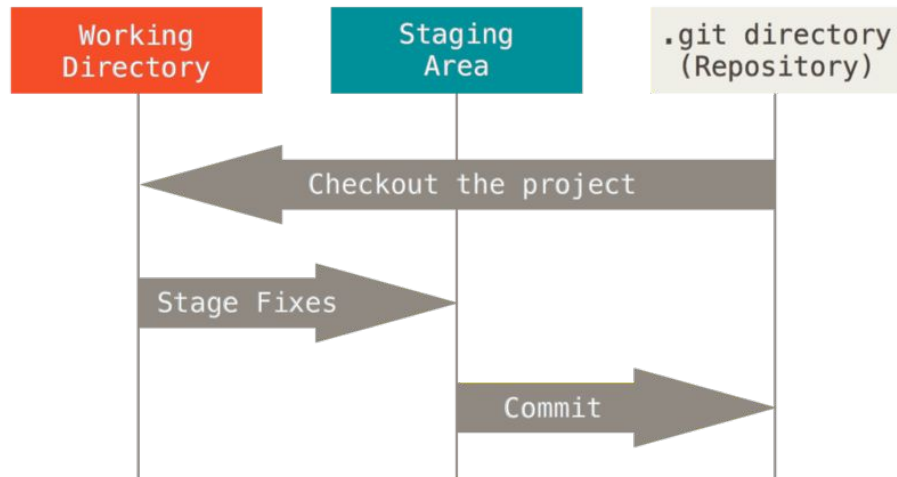 Working
Directory
Staging
Area
.git directory
(Repository)
Checkout the project
Stage Fixes
Commit